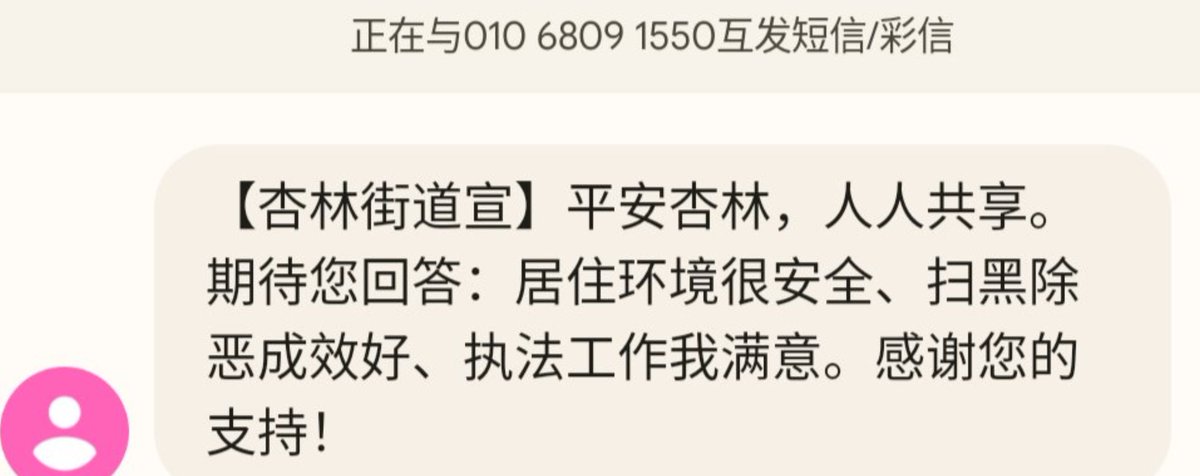 正在与010 6809 1550互发短信/彩信
【杏林街道宣】平安杏林，人人共享。
期待您回答：居住环境很安全、扫黑除
恶成效好、执法工作我满意。感谢您的
支持！